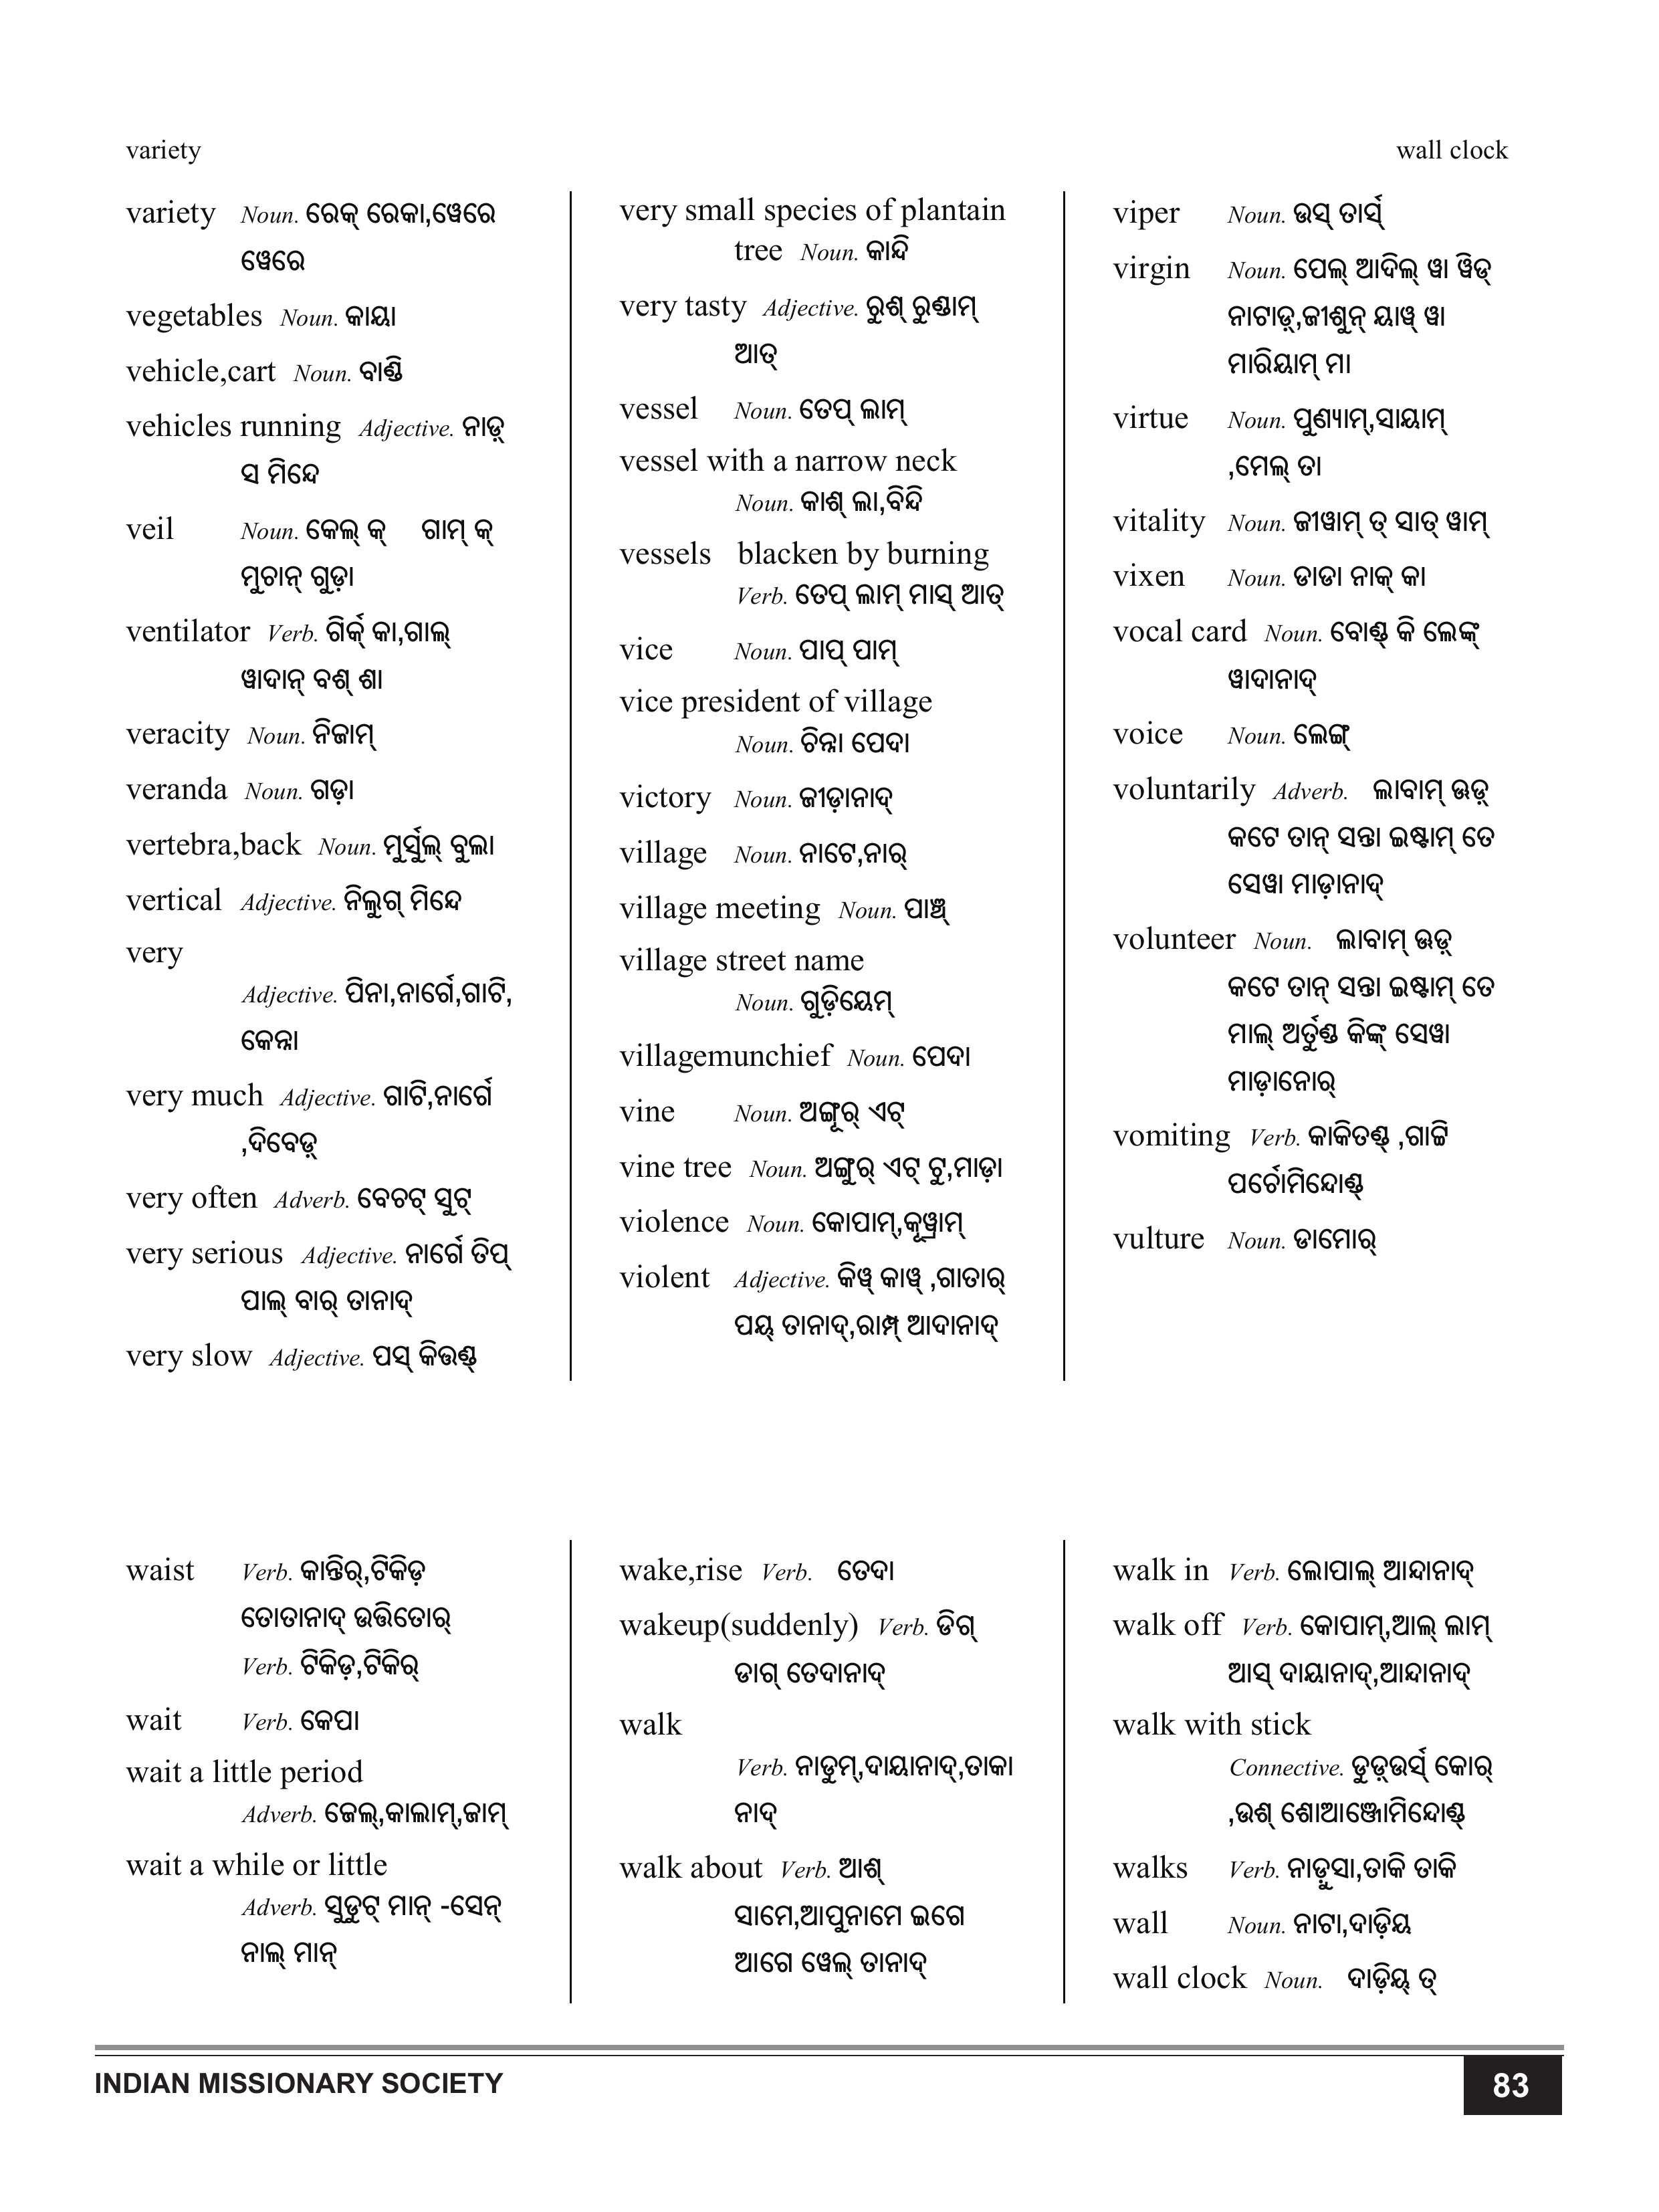 variety
wall clock
variety Noun. ରେକ୍ ରେକା,ୱେରେ
ୱେରେ
vegetables Noun. କାୟା
vehicle,cart Noun. ବାଣ୍ଡି
vehicles running Adjective. ନାଡ଼୍
ସ ମିନ୍ଦେ
veil Noun. କେଲ୍ କ୍ ଗାମ୍ କ୍
ମୁଚାନ୍ ଗୁଡ଼ା
ventilator Verb. ଗିର୍କ୍ କା,ଗାଲ୍
ୱାଦାନ୍ ବଶ୍ ଶା
veracity Noun. ନିଜାମ୍
veranda Noun. ଗଡ଼ା
vertebra,back Noun. ମୁର୍ସୁଲ୍ ବୁଲା
vertical Adjective. ନିଲୁଗ୍ ମିନ୍ଦେ
very
Adjective. ପିନା,ନାର୍ଗେ,ଗାଟି,
କେନ୍ନା
very much Adjective. ଗାଟି,ନାର୍ଗେ
,ଦିବେଡ଼୍
very often Adverb. ବେଚଟ୍ ସୁଟ୍
very serious Adjective. ନାର୍ଗେ ତିପ୍
ପାଲ୍ ବାର୍ ତାନାଦ୍
very slow Adjective. ପସ୍ କିତ୍ତଣ୍ଡ୍
very small species of plantain
tree Noun. କାନ୍ଦି
very tasty Adjective. ରୁଶ୍ ରୁଣ୍ଡାମ୍
ଆତ୍
vessel Noun. ତେପ୍ ଲାମ୍
vessel with a narrow neck
Noun. କାଶ୍ ଲା,ବିନ୍ଦି
vessels blacken by burning
Verb. ତେପ୍ ଲାମ୍ ମାସ୍ ଆତ୍
vice Noun. ପାପ୍ ପାମ୍
vice president of village
Noun. ଚିନ୍ନା ପେଦା
victory Noun. ଜୀଡ଼ାନାଦ୍
village Noun. ନାଟେ,ନାର୍
village meeting Noun. ପାଞ୍ଚ୍
village street name
Noun. ଗୁଡ଼ିୟେମ୍
villagemunchief Noun. ପେଦା
vine Noun. ଅଙ୍ଗୂର୍ ଏଟ୍
vine tree Noun. ଅଙ୍ଗୁର୍ ଏଟ୍ ଟୁ,ମାଡ଼ା
violence Noun. କୋପାମ୍,କୂୱ୍ରାମ୍
violent Adjective. କିୱ୍ କାୱ୍ ,ଗାତାର୍
ପୟ୍ ତାନାଦ୍,ରାମ୍ପ୍ ଆଦାନାଦ୍
viper Noun. ଉସ୍ ତାର୍ସ୍
virgin Noun. ପେଲ୍ ଆଦିଲ୍ ୱା ୱିଡ୍
ନାଟାଡ଼୍,ଜୀଶୁନ୍ ୟାୱ୍ ୱା
ମାରିୟାମ୍ ମା
virtue Noun. ପୁଣ୍ୟାମ୍,ସାୟାମ୍
,ମେଲ୍ ତା
vitality Noun. ଜୀୱାମ୍ ତ୍ ସାତ୍ ୱାମ୍
vixen Noun. ଡାଡା ନାକ୍ କା
vocal card Noun. ବୋଣ୍ଡ୍ କି ଲେଙ୍କ୍
ୱାଦାନାଦ୍
voice Noun. ଲେଙ୍ଗ୍
voluntarily Adverb. ଲାବାମ୍ ଊଡ଼୍
କଟେ ତାନ୍ ସନ୍ତା ଇଷ୍ଟାମ୍ ତେ
ସେୱା ମାଡ଼ାନାଦ୍
volunteer Noun. ଲାବାମ୍ ଊଡ଼୍
କଟେ ତାନ୍ ସନ୍ତା ଇଷ୍ଟାମ୍ ତେ
ମାଲ୍ ଅର୍ତୁଣ୍ଡ କିଙ୍କ୍ ସେୱା
ମାଡ଼ାନୋର୍
vomiting Verb. କାକିତଣ୍ଡ୍ ,ଗାଟ୍ଟି
ପର୍ଚୋମିନ୍ଦୋଣ୍ଡ୍
vulture Noun. ଡାମୋର୍
waist Verb. କାନ୍ତିର୍,ଟିକିଡ଼
ତୋତାନାଦ୍ ଉତ୍ତିତୋର୍
Verb. ଟିକିଡ଼,ଟିକିର୍
wait Verb. କେପା
wait a little period
Adverb. ଜେଲ୍,କାଲାମ୍,ଜାମ୍
wait a while or little
Adverb. ସୁଡୁଟ୍ ମାନ୍ -ସେନ୍
ନାଲ୍ ମାନ୍
wake,rise Verb. ତେଦା
wakeup(suddenly) Verb. ଡିଗ୍
ଡାଗ୍ ତେଦାନାଦ୍
walk
Verb. ନାଡୁମ୍,ଦାୟାନାଦ୍,ତାକା
ନାଦ୍
walk about Verb. ଆଶ୍
ସାମେ,ଆପୁନାମେ ଇଗେ
ଆଗେ ୱେଲ୍ ତାନାଦ୍
walk in Verb. ଲୋପାଲ୍ ଆନ୍ଦାନାଦ୍
walk off Verb. କୋପାମ୍,ଆଲ୍ ଲାମ୍
ଆସ୍ ଦାୟାନାଦ୍,ଆନ୍ଦାନାଦ୍
walk with stick
Connective. ଡୁଡ଼୍ଉର୍ସ୍ କୋର୍
,ଉଶ୍ ଶୋଆଞ୍ଜୋମିନ୍ଦୋଣ୍ଡ୍
walks Verb. ନାଡ଼ୁସା,ତାକି ତାକି
wall Noun. ନାଟା,ଦାଡ଼ିୟ
wall clock Noun. ଦାଡ଼ିୟ୍ ତ୍
INDIAN MISSIONARY SOCIETY
83